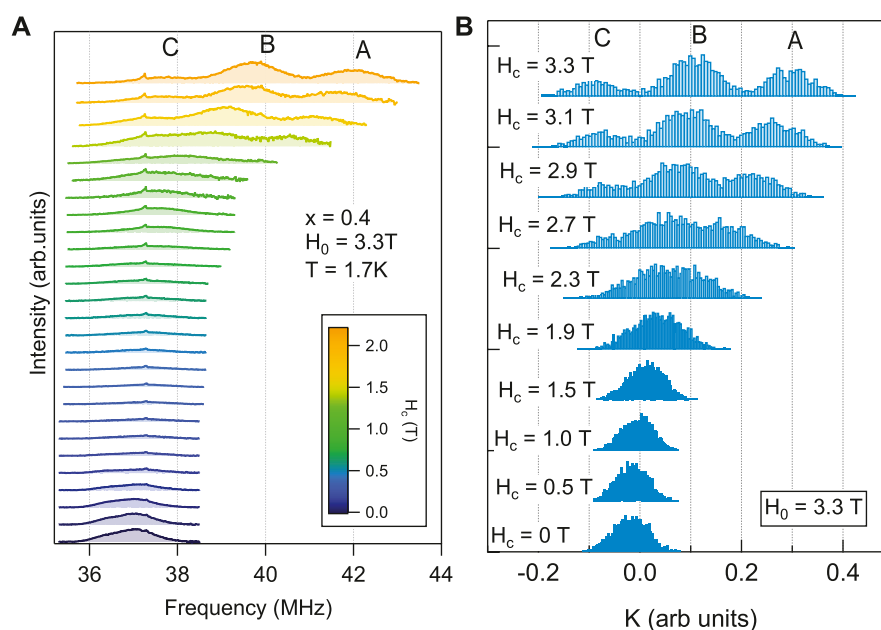 A
C
B
A
Intensity (arb.units)
x = 0.4
H0 = 3.3T
T = 1.7K
2.0
1.5
1.0
0.5
0.0
Hc (T)
36
38
40
42
44
Frequency (MHz)
B
C
B
A
Hc = 3.3 T
Hc = 3.1 T
Hc = 2.9 T
Hc = 2.7 T
Hc = 2.3 T
Hc = 1.9 T
Hc = 1.5 T
Hc = 1.0 T
Hc = 0.5 T
Hc = 0 T
H0 = 3.3 T
-0.2
0.0
0.2
0.4
K (arb units)